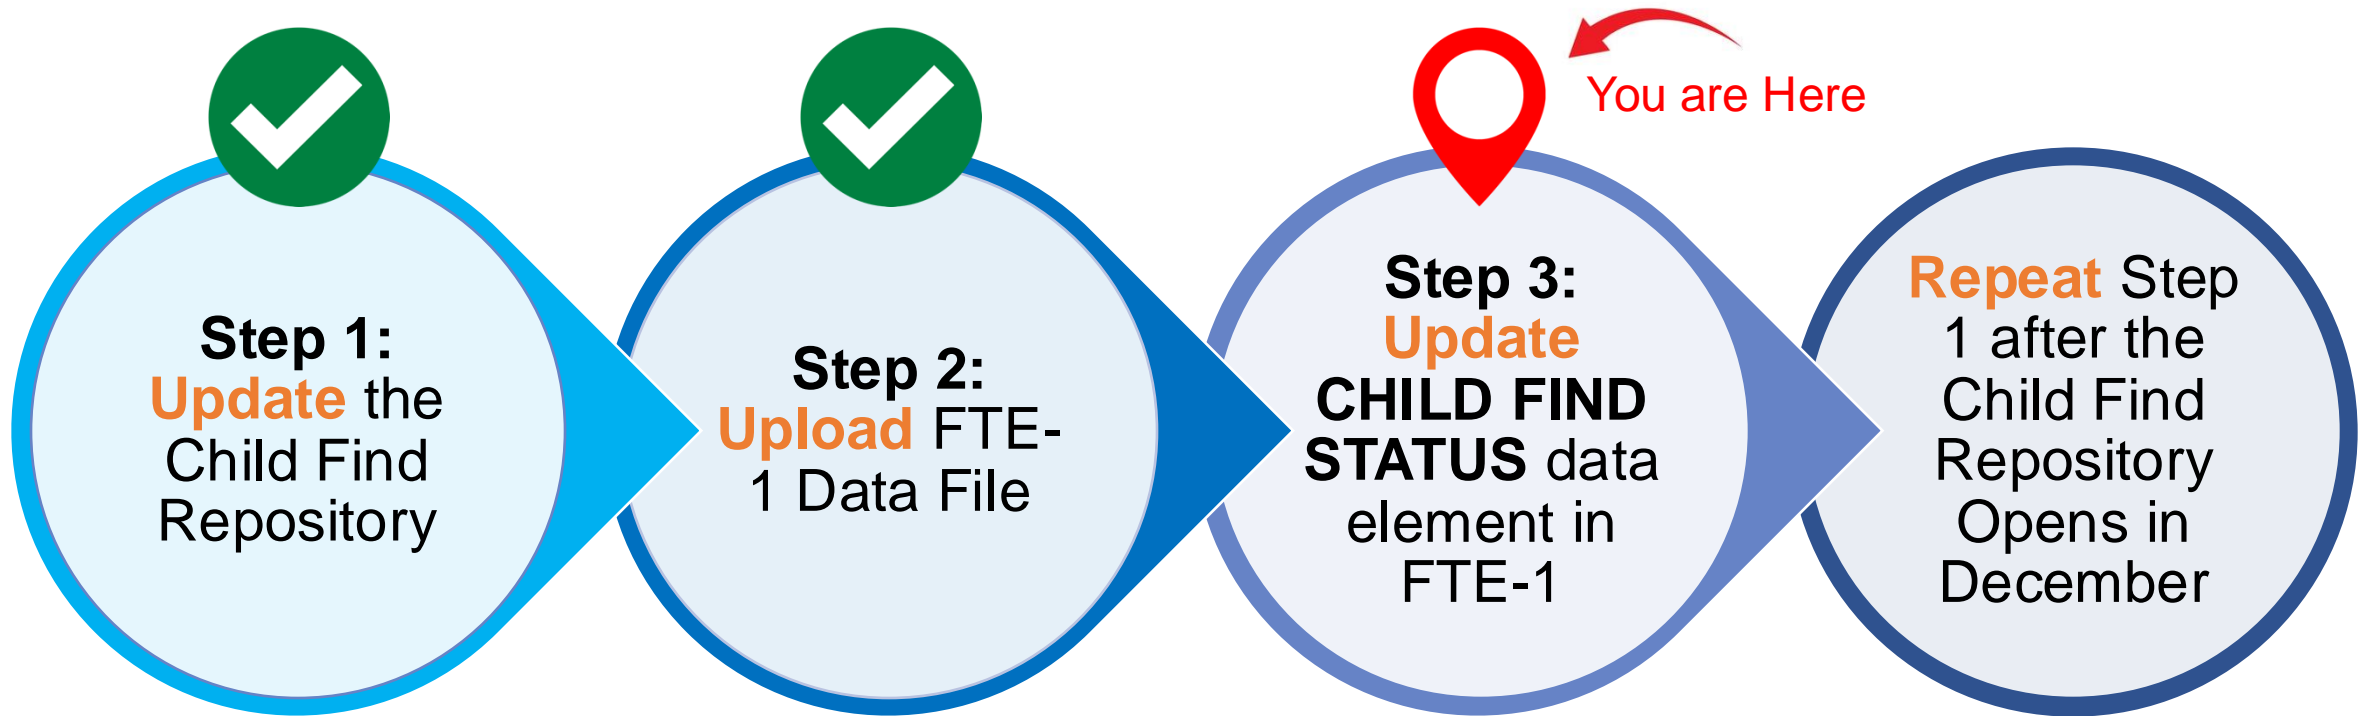 You are Here
Step 1:
Update the
Child Find
Repository
Step 2:
Upload FTE-
1 Data File
Step 3:
Update
CHILD FIND
STATUS data
element in
FTE-1
Repeat Step
1 after the
Child Find
Repository
Opens in
December